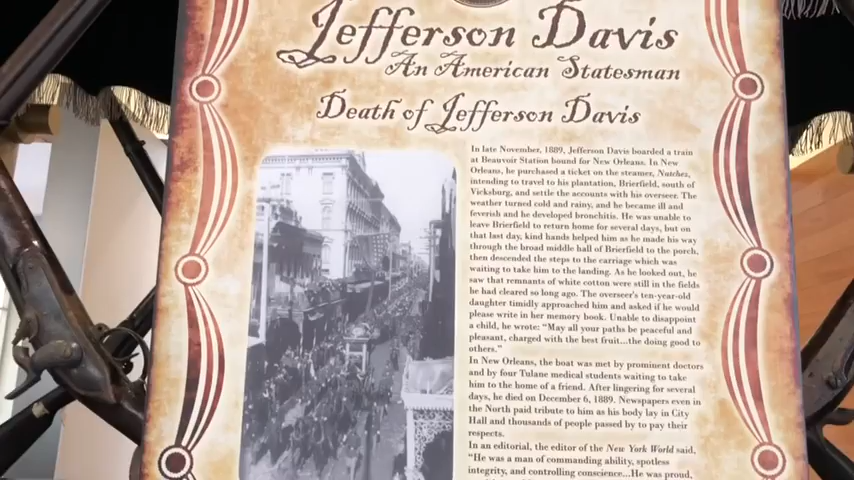 Jefferson Davis
An American Statesman
Death of Jefferson Davis
In late November, 1889, Jefferson Davis boarded a train
at Beauvoir Station bound for New Orleans. In New
Orleans, he purchased a ticket on the steamer, Natchez,
intending to travel to his plantation, Brierfield, south of
Vicksburg, and settle the accounts with his overseer. The
weather turned cold and rainy, and he became ill and
feverish and he developed bronchitis. He was unable to
leave Brierfield to return home for several days, but on
that last day, kind hands helped him as he made his way
through the broad middle hall of Brierfield to the porch,
then descended the steps to the carriage which was
waiting to take him to the landing. As he looked out, he
saw that remnants of white cotton were still in the fields
he had cleared so long ago. The overseer's ten-year-old
daughter timidly approached him and asked if he would
please write in her memory book. Unable to disappoint
a child, he wrote: "May all your paths be peaceful and
pleasant, charged with the best fruit...the doing good to
others."
In New Orleans, the boat was met by prominent doctors
and by four Tulane medical students waiting to take
him to the home of a friend. After lingering for several
days, he died on December 6, 1889. Newspapers even in
the North paid tribute to him as his body lay in City
Hall and thousands of people passed by to pay their
respects.
In an editorial, the editor of the New York World said,
"He was a man of commanding ability, spotless
integrity, and controlling conscience...He was proud,